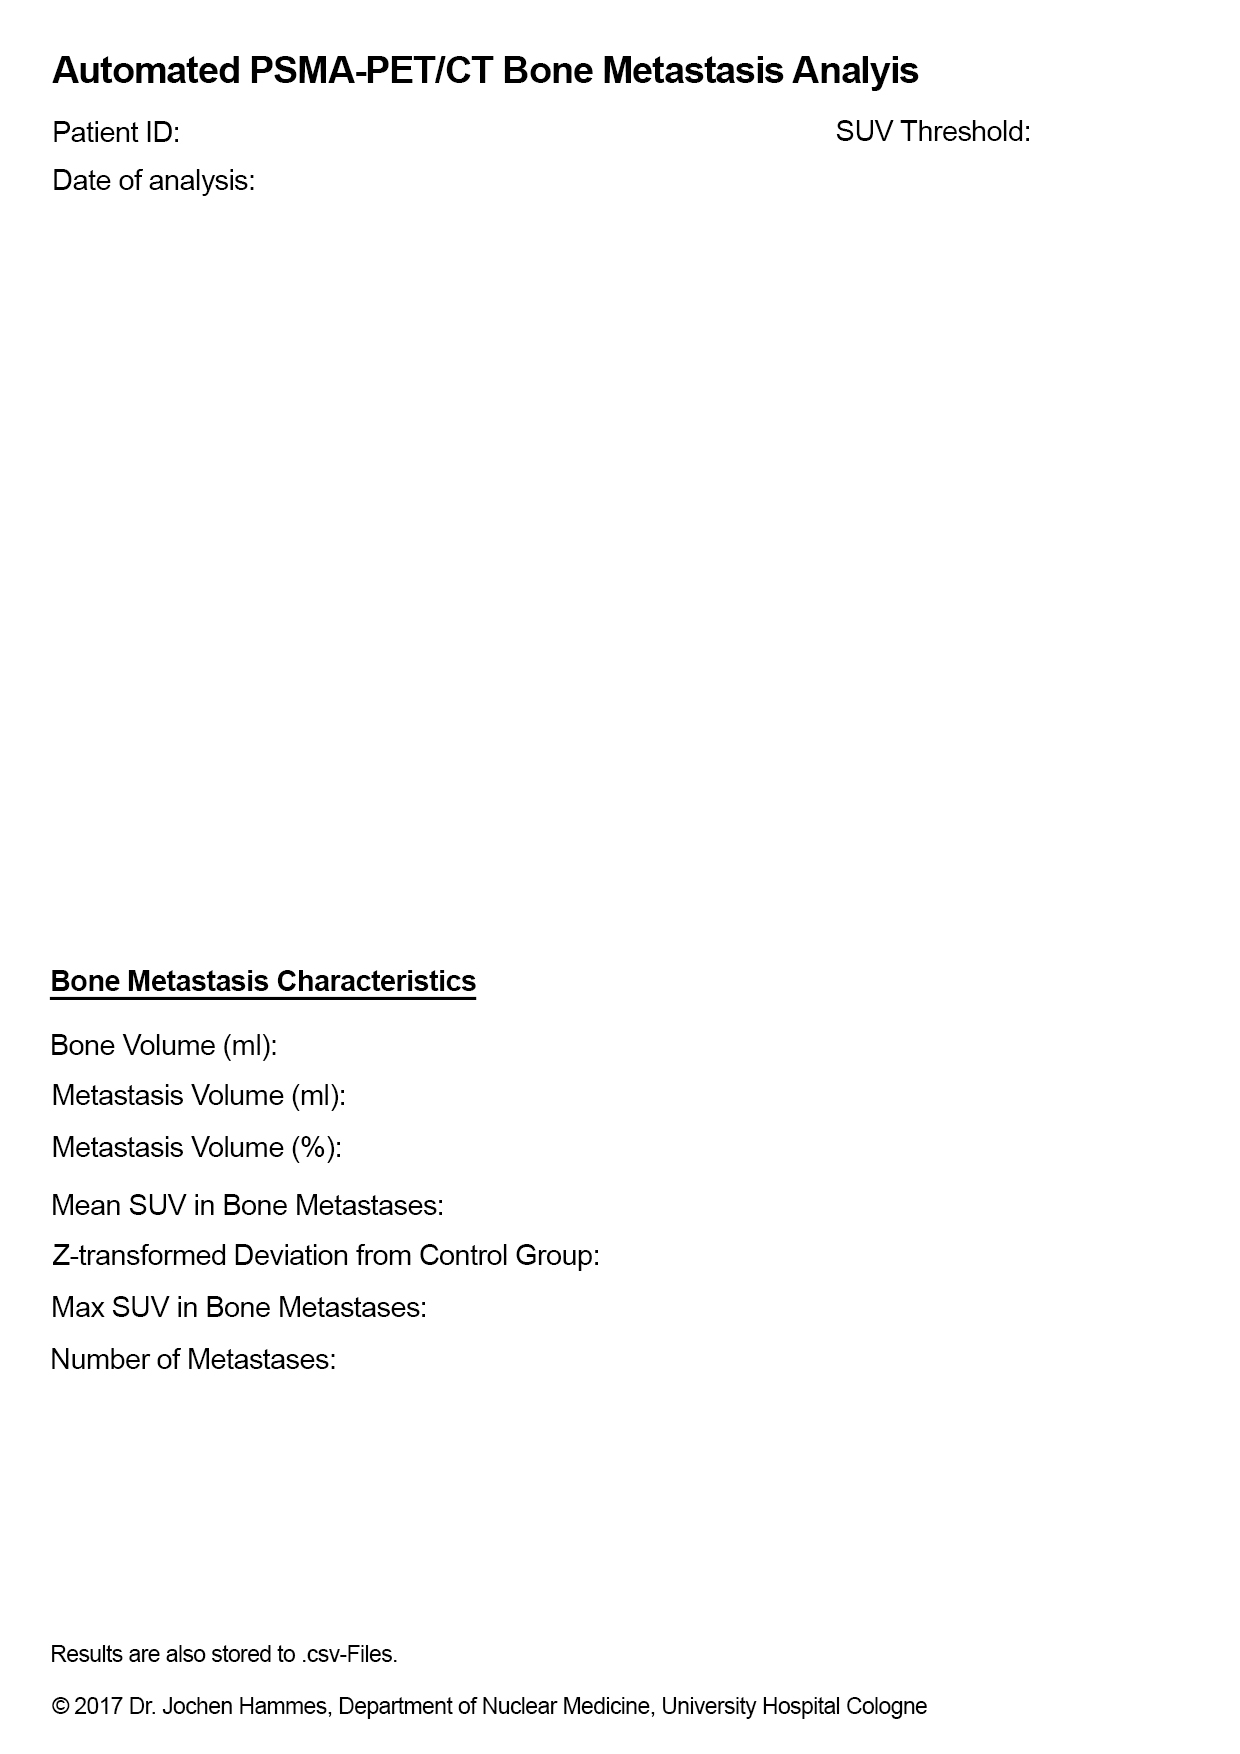 Automated PSMA-PET/CT Bone Metastasis Analyis
Patient ID:
SUV Threshold:
Date of analysis:
Bone Metastasis Characteristics
Bone Volume (ml):
Metastasis Volume (ml):
Metastasis Volume (%):
Mean SUV in Bone Metastases:
Z-transformed Deviation from Control Group:
Max SUV in Bone Metastases:
Number of Metastases:
Results are also stored to .csv-Files.
© 2017 Dr. Jochen Hammes, Department of Nuclear Medicine, University Hospital Cologne